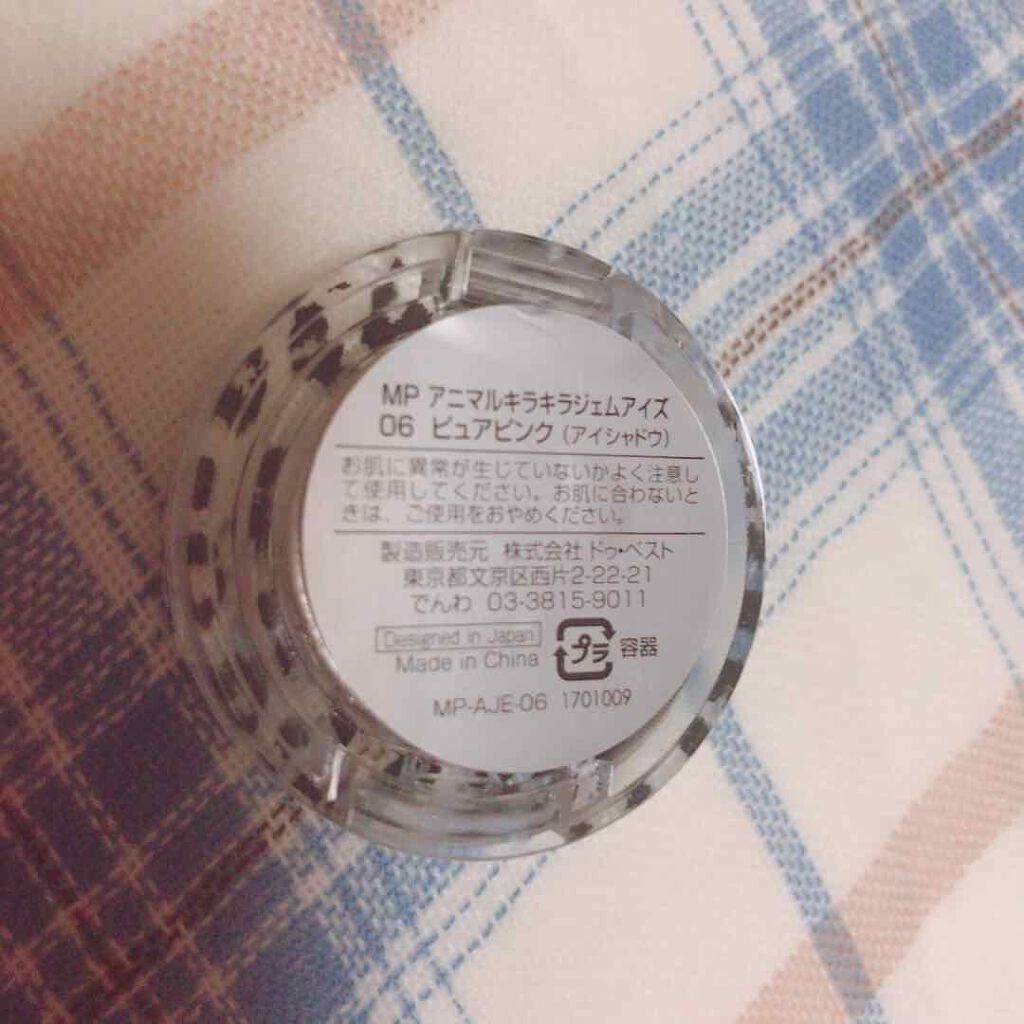 MP アニマルキラキラジェムアイズ
06 ピュアピンク（アイシャドウ）
お肌に異常が生じていないかよく注意し
て使用してください。お肌に合わないと
きは、ご使用をおやめください。
製造販売元 株式会社 ドゥ・ベスト
東京都文京区西片2-22-21
でんわ 03-3815-9011
Designed in Japan
Made in China
プラ 容器
MP-AJE-06 1701009